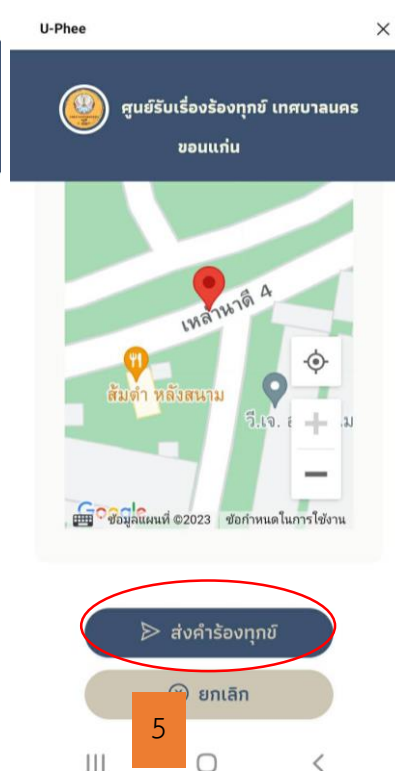 U-Phee
ศูนย์รับเรื่องร้องทุกข์ เทศบาลนคร
ขอนแก่น
เหล่านาดี 4
ส้มตำ หลังสนาม
วี.เจ.
Google
ข้อมูลแผนที่ ©2023 ข้อกำหนดในการใช้งาน
ส่งคำร้องทุกข์
ยกเลิก
5